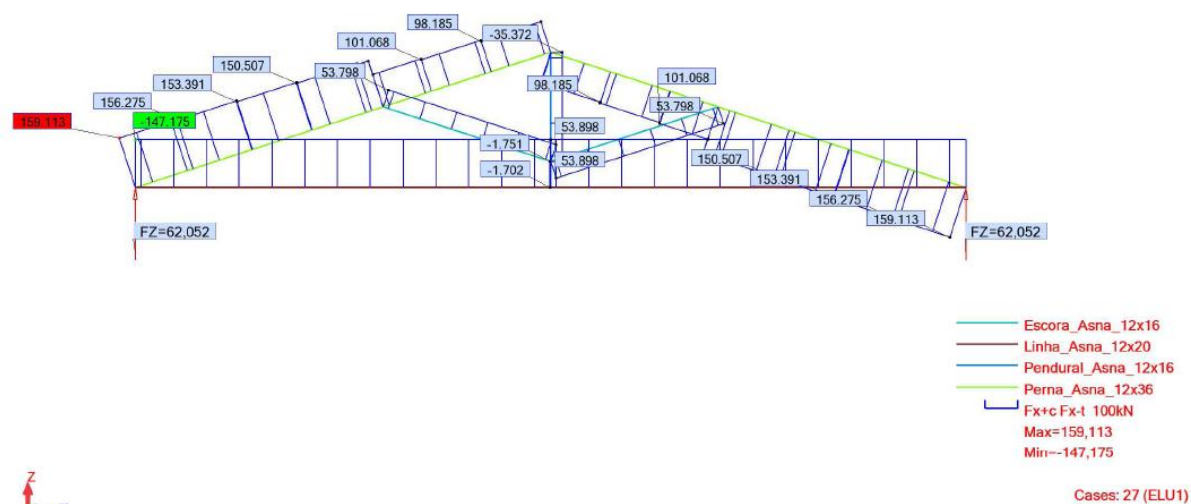 98.185
-35.372
101.068
150.507
53.798
98.185
101.068
153.391
53.798
156.275
159.113
-147.175
53.898
-1.751
53.898
150.507
-1.702
153.391
156.275
159.113
FZ=62,052
FZ=62,052
Escora_Asna_12x16
Linha_Asna_12x20
Pendural_Asna_12x16
Perna_Asna_12x36
Fx+c Fx-t 100kN
Max=159,113
Min=-147,175
Z
Cases: 27 (ELU1)